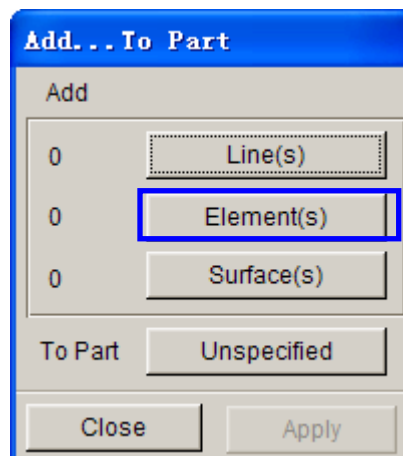 Add...To Part
Add
0 Line(s)
0 Element(s)
0 Surface(s)
To Part Unspecified
Close Apply